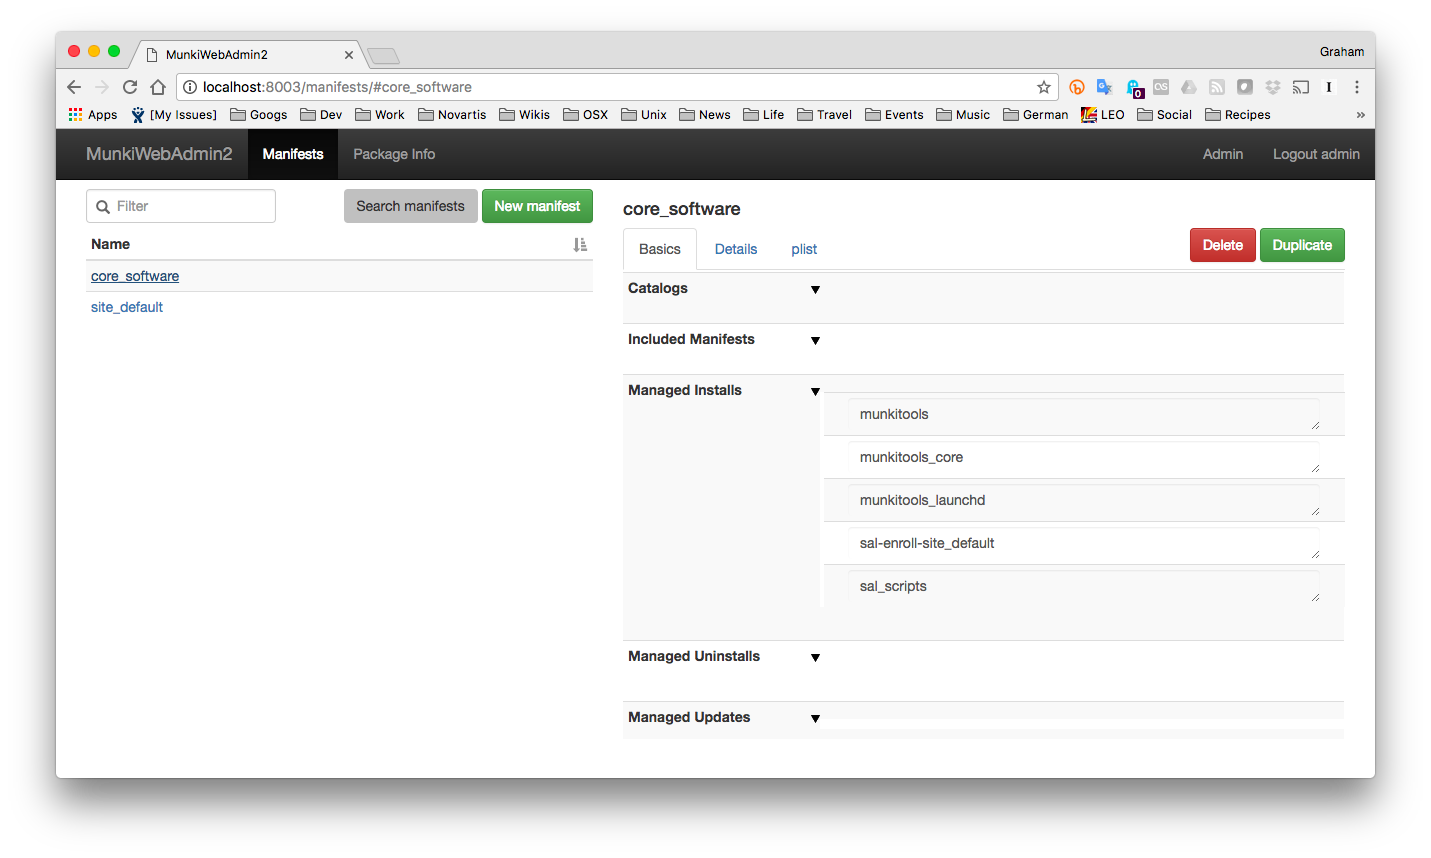 MunkiWebAdmin2
Graham
localhost:8003/manifests/#core_software
0
Apps [My Issues] Googs Dev Work Novartis Wikis OSX Unix News Life Travel Events Music German LEO Social Recipes »
MunkiWebAdmin2 Manifests Package Info Admin Logout admin
Filter Search manifests New manifest
Name
core_software
site_default
core_software
Basics Details plist Delete Duplicate
Catalogs
Included Manifests
Managed Installs
munkitools
munkitools_core
munkitools_launchd
sal-enroll-site_default
sal_scripts
Managed Uninstalls
Managed Updates